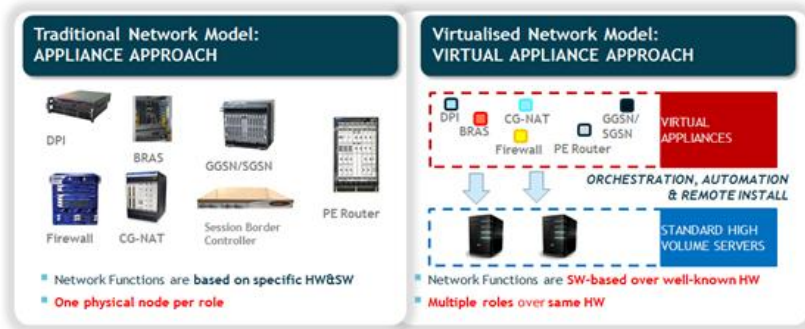 Traditional Network Model:
APPLIANCE APPROACH
DPI
BRAS
GGSN/SGSN
PE Router
Firewall
CG-NAT
Session Border
Controller
Network Functions are based on specific HW&SW
One physical node per role
Virtualised Network Model:
VIRTUAL APPLIANCE APPROACH
DPI
BRAS
CG-NAT
Firewall
PE Router
GGSN/
SGSN
VIRTUAL
APPLIANCES
ORCHESTRATION, AUTOMATION
& REMOTE INSTALL
STANDARD HIGH
VOLUME SERVERS
Network Functions are SW-based over well-known HW
Multiple roles over same HW